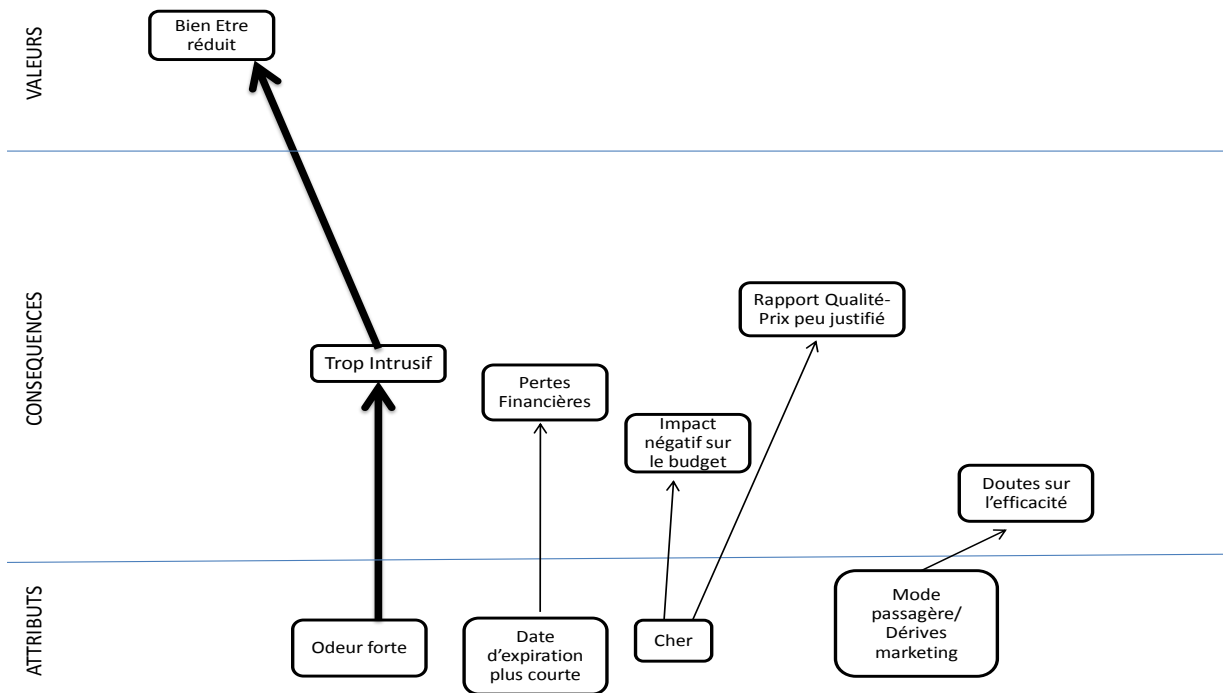 VALEURS
Bien Etre
réduit
CONSEQUENCES
Rapport Qualité-
Prix peu justifié
Trop Intrusif
Pertes
Financières
Impact
négatif sur
le budget
Doutes sur
l'efficacité
ATTRIBUTS
Odeur forte
Date
d'expiration
plus courte
Cher
Mode
passagère/
Dérives
marketing